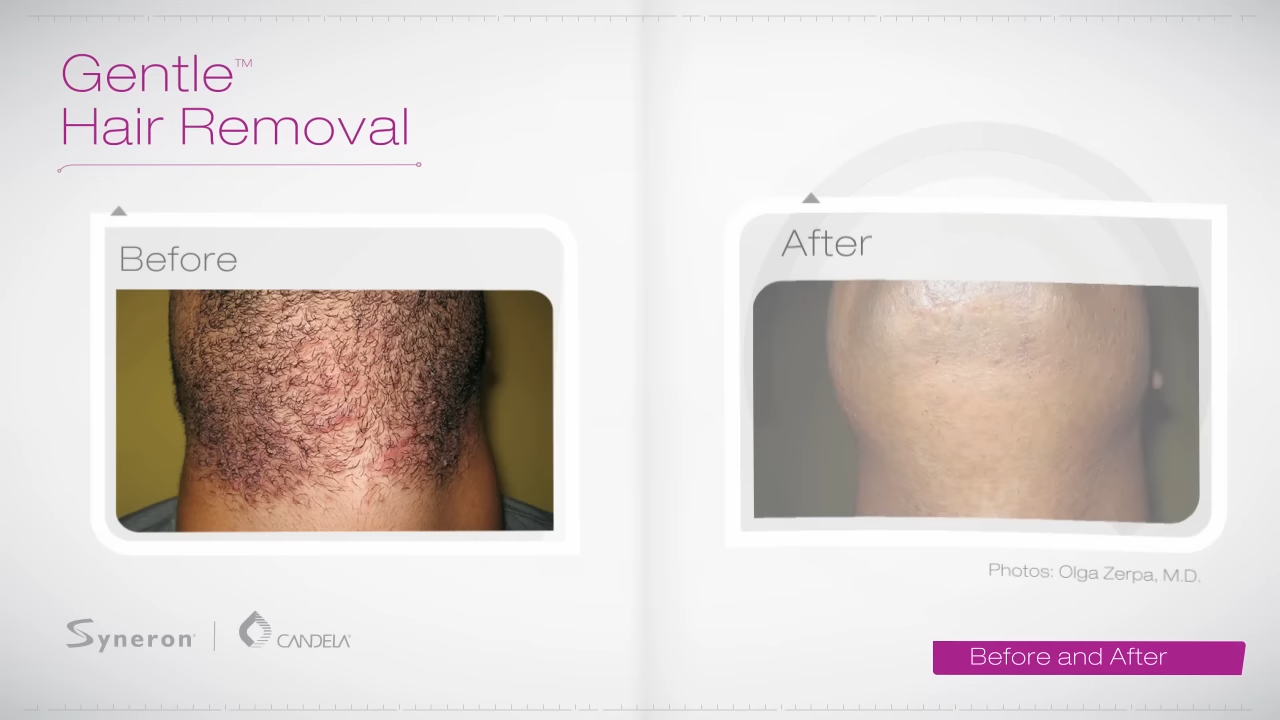 Gentle™
Hair Removal
Before
After
Photos: Olga Zerpa, M.D.
Syneron
CANDELA
Before and After